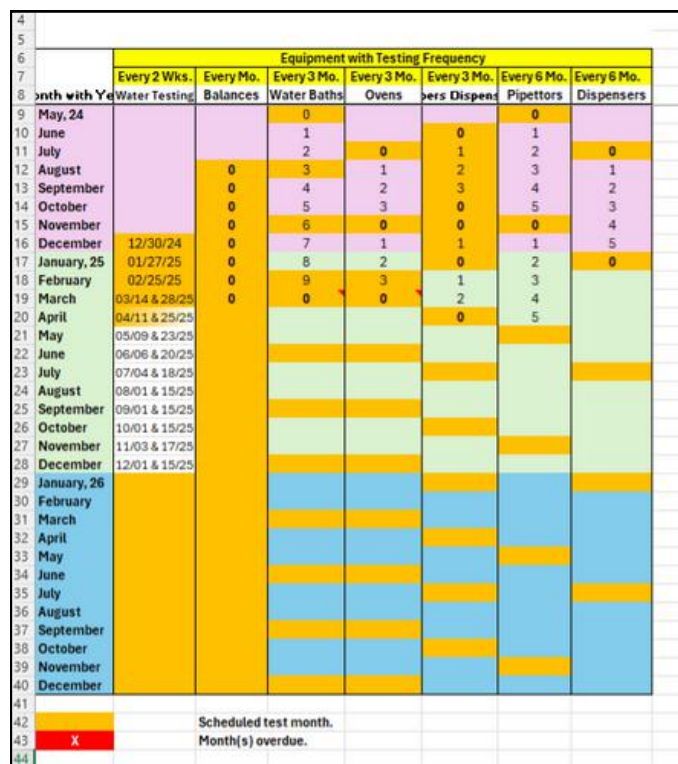 4
5
6 Equipment with Testing Frequency
7 Every 2 Wks. Every Mo. Every 3 Mo. Every 3 Mo. Every 3 Mo. Every 6 Mo. Every 6 Mo.
8 onth with Ye Water Testing Balances Water Baths Ovens pers Dispens Pipettors Dispensers
9 May, 24 0 0
10 June 1 0 1
11 July 2 0 1 2 0
12 August 0 3 1 2 3 1
13 September 0 4 2 3 4 2
14 October 0 5 3 0 5 3
15 November 0 6 0 0 0 4
16 December 12/30/24 0 7 1 1 1 5
17 January, 25 01/27/25 0 8 2 0 2 0
18 February 02/25/25 0 9 3 1 3
19 March 03/14 & 28/25 0 0 0 2 4
20 April 04/11 & 25/25 0 5
21 May 05/09 & 23/25
22 June 06/06 & 20/25
23 July 07/04 & 18/25
24 August 08/01 & 15/25
25 September 09/01 & 15/25
26 October 10/01 & 15/25
27 November 11/03 & 17/25
28 December 12/01 & 15/25
29 January, 26
30 February
31 March
32 April
33 May
34 June
35 July
36 August
37 September
38 October
39 November
40 December
41
42 Scheduled test month.
43 X Month(s) overdue.
44